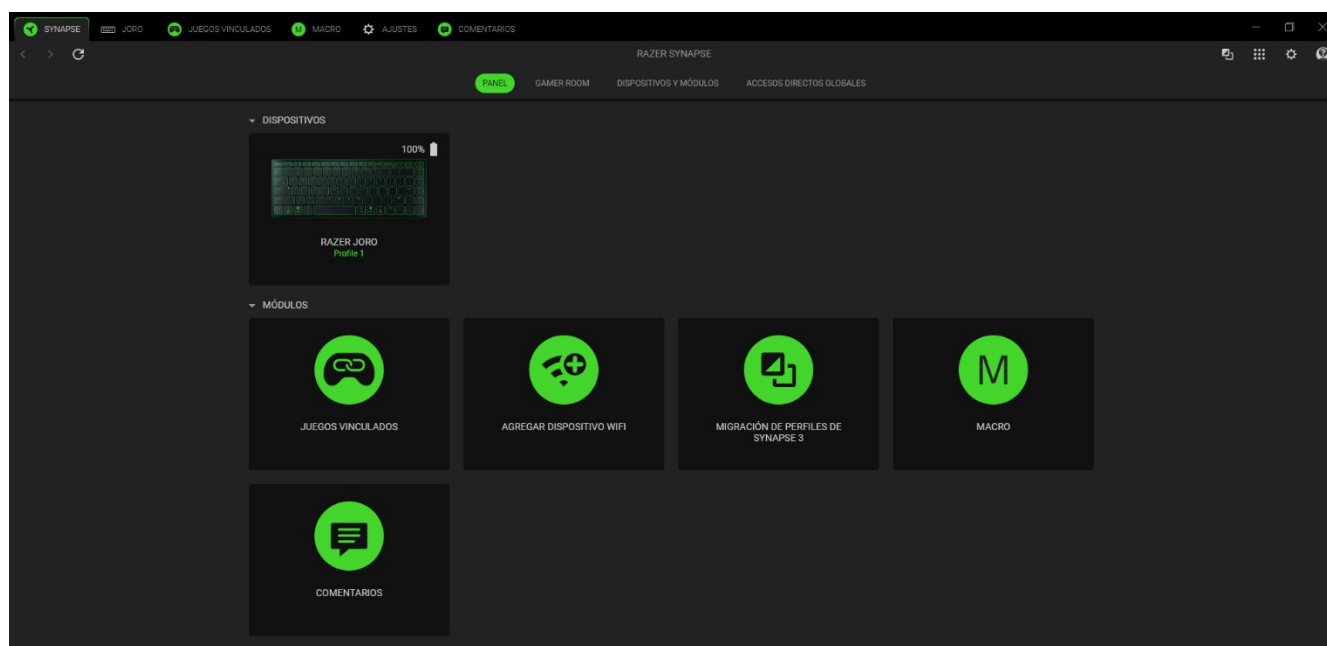 SYNAPSE
JORO
JUEGOS VINCULADOS
M
MACRO
AJUSTES
COMENTARIOS
RAZER SYNAPSE
PANEL
GAMER ROOM
DISPOSITIVOS Y MÓDULOS
ACCESOS DIRECTOS GLOBALES
DISPOSITIVOS
100%
RAZER JORO
Profile 1
MÓDULOS
JUEGOS VINCULADOS
AGREGAR DISPOSITIVO WIFI
MIGRACIÓN DE PERFILES DE
SYNAPSE 3
M
MACRO
COMENTARIOS